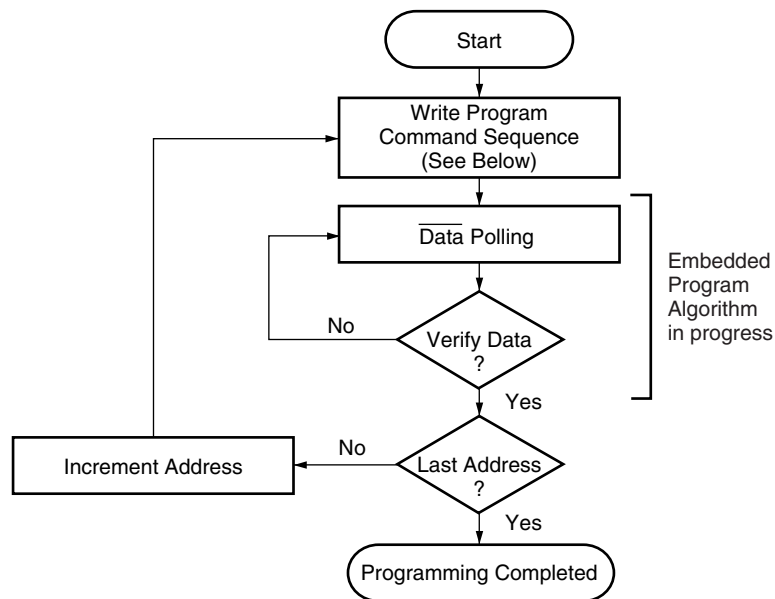 Start
Write Program
Command Sequence
(See Below)
Data Polling
Embedded
Program
Algorithm
in progress
No
Verify Data
?
Yes
No
Increment Address
Last Address
?
Yes
Programming Completed